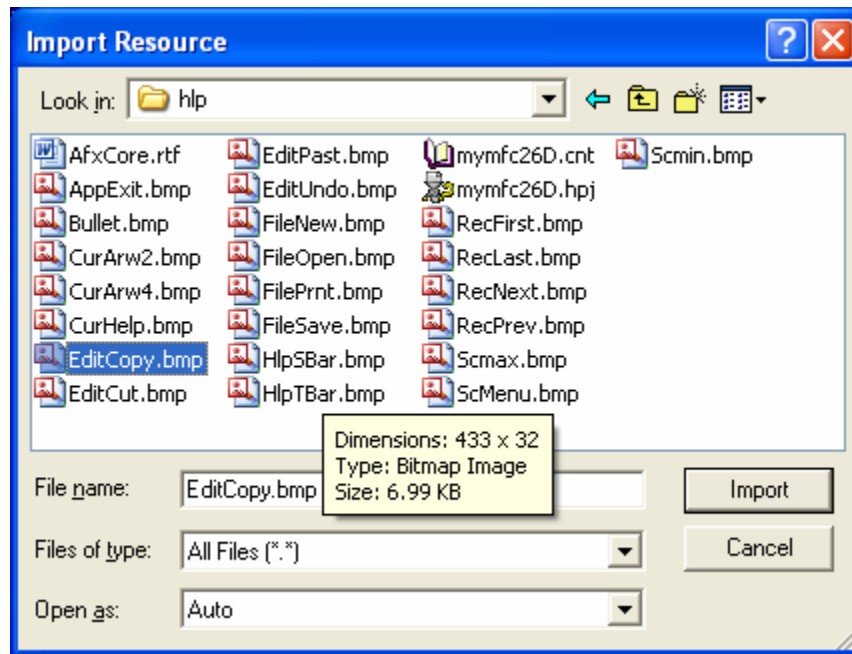 Import Resource
Look in: hlp
AfxCore.rtf EditPast.bmp mymfc26D.cnt Scmin.bmp
AppExit.bmp EditUndo.bmp mymfc26D.hpj
Bullet.bmp FileNew.bmp RecFirst.bmp
CurArw2.bmp FileOpen.bmp RecLast.bmp
CurArw4.bmp FilePrnt.bmp RecNext.bmp
CurHelp.bmp FileSave.bmp RecPrev.bmp
EditCopy.bmp HlpSBar.bmp Scmax.bmp
EditCut.bmp HlpTBar.bmp ScMenu.bmp
Dimensions: 433 x 32
Type: Bitmap Image
Size: 6.99 KB
File name: EditCopy.bmp Import
Files of type: All Files (*.*) Cancel
Open as: Auto